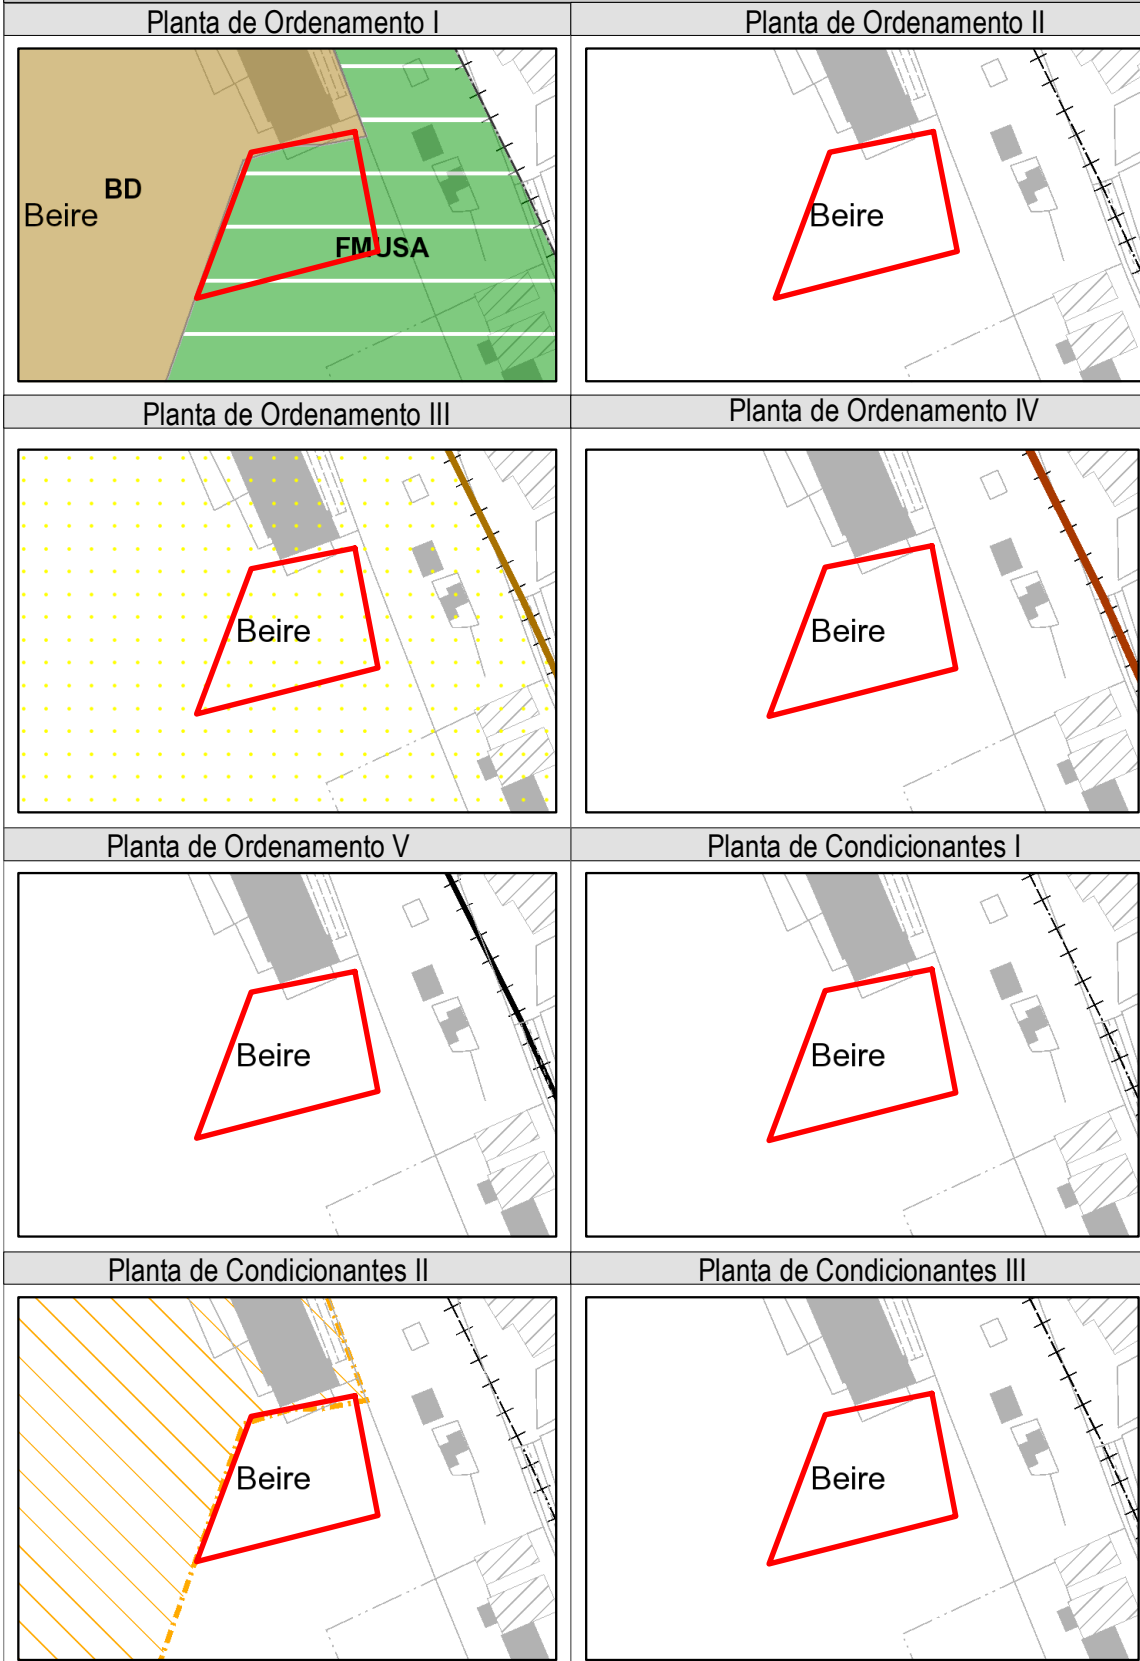 Planta de Ordenamento I
Planta de Ordenamento II
BD
Beire
FMUSA
Beire
Planta de Ordenamento III
Planta de Ordenamento IV
Beire
Beire
Planta de Ordenamento V
Planta de Condicionantes I
Beire
Beire
Planta de Condicionantes II
Planta de Condicionantes III
Beire
Beire